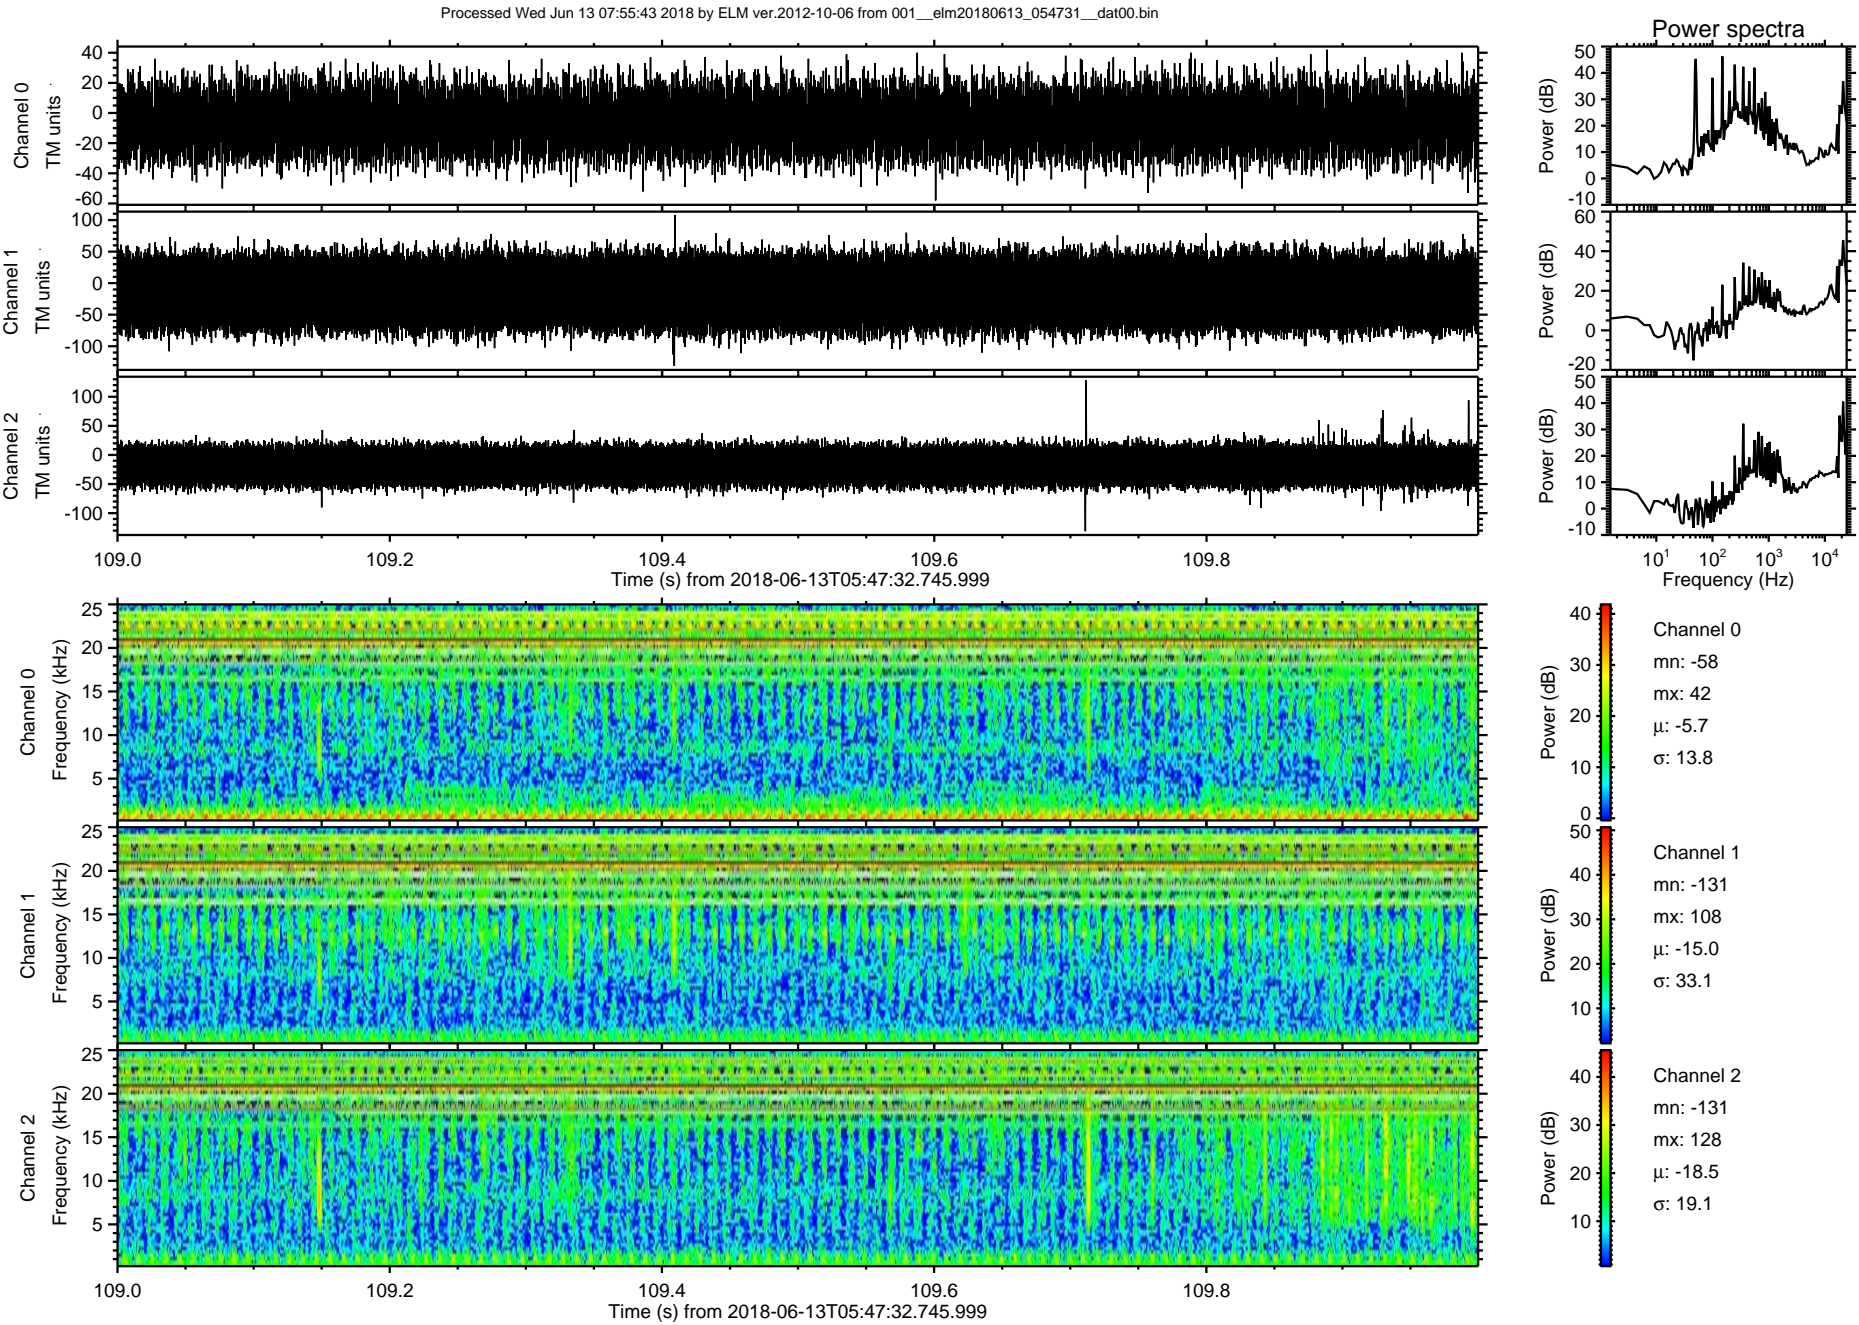 Processed Wed Jun 13 07:55:43 2018 by ELM ver.2012-10-06 from 001__elm20180613_054731__dat00.bin
Power spectra
Channel 0
TM units
40
20
0
-20
-40
-60
Power (dB)
50
40
30
20
10
0
-10
Channel 1
TM units
100
50
0
-50
-100
Power (dB)
60
40
20
0
-20
Channel 2
TM units
100
50
0
-50
-100
Power (dB)
50
40
30
20
10
0
-10
109.0 109.2 109.4 109.6 109.8
Time (s) from 2018-06-13T05:47:32.745.999
10¹ 10² 10³ 10⁴
Frequency (Hz)
Channel 0
Frequency (kHz)
25
20
15
10
5
Power (dB)
40
30
20
10
0
Channel 0
mn: -58
mx: 42
μ: -5.7
σ: 13.8
Channel 1
Frequency (kHz)
25
20
15
10
5
Power (dB)
50
40
30
20
10
Channel 1
mn: -131
mx: 108
μ: -15.0
σ: 33.1
Channel 2
Frequency (kHz)
25
20
15
10
5
Power (dB)
40
30
20
10
Channel 2
mn: -131
mx: 128
μ: -18.5
σ: 19.1
109.0 109.2 109.4 109.6 109.8
Time (s) from 2018-06-13T05:47:32.745.999